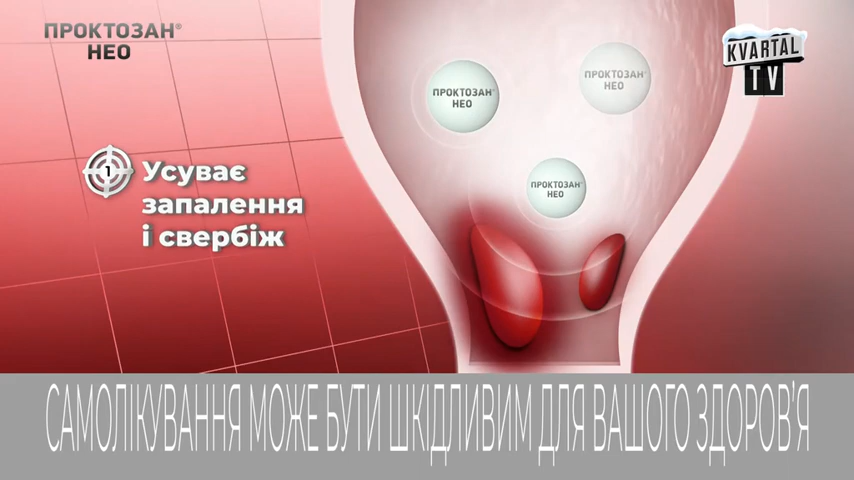 ПРОКТОЗАН®
НЕО
KVARTAL
TV
ПРОКТОЗАН®
НЕО
ПРОКТОЗАН®
НЕО
ПРОКТОЗАН®
НЕО
1
Усуває
запалення
і свербіж
САМОЛІКУВАННЯ МОЖЕ БУТИ ШКІДЛИВИМ ДЛЯ ВАШОГО ЗДОРОВ'Я